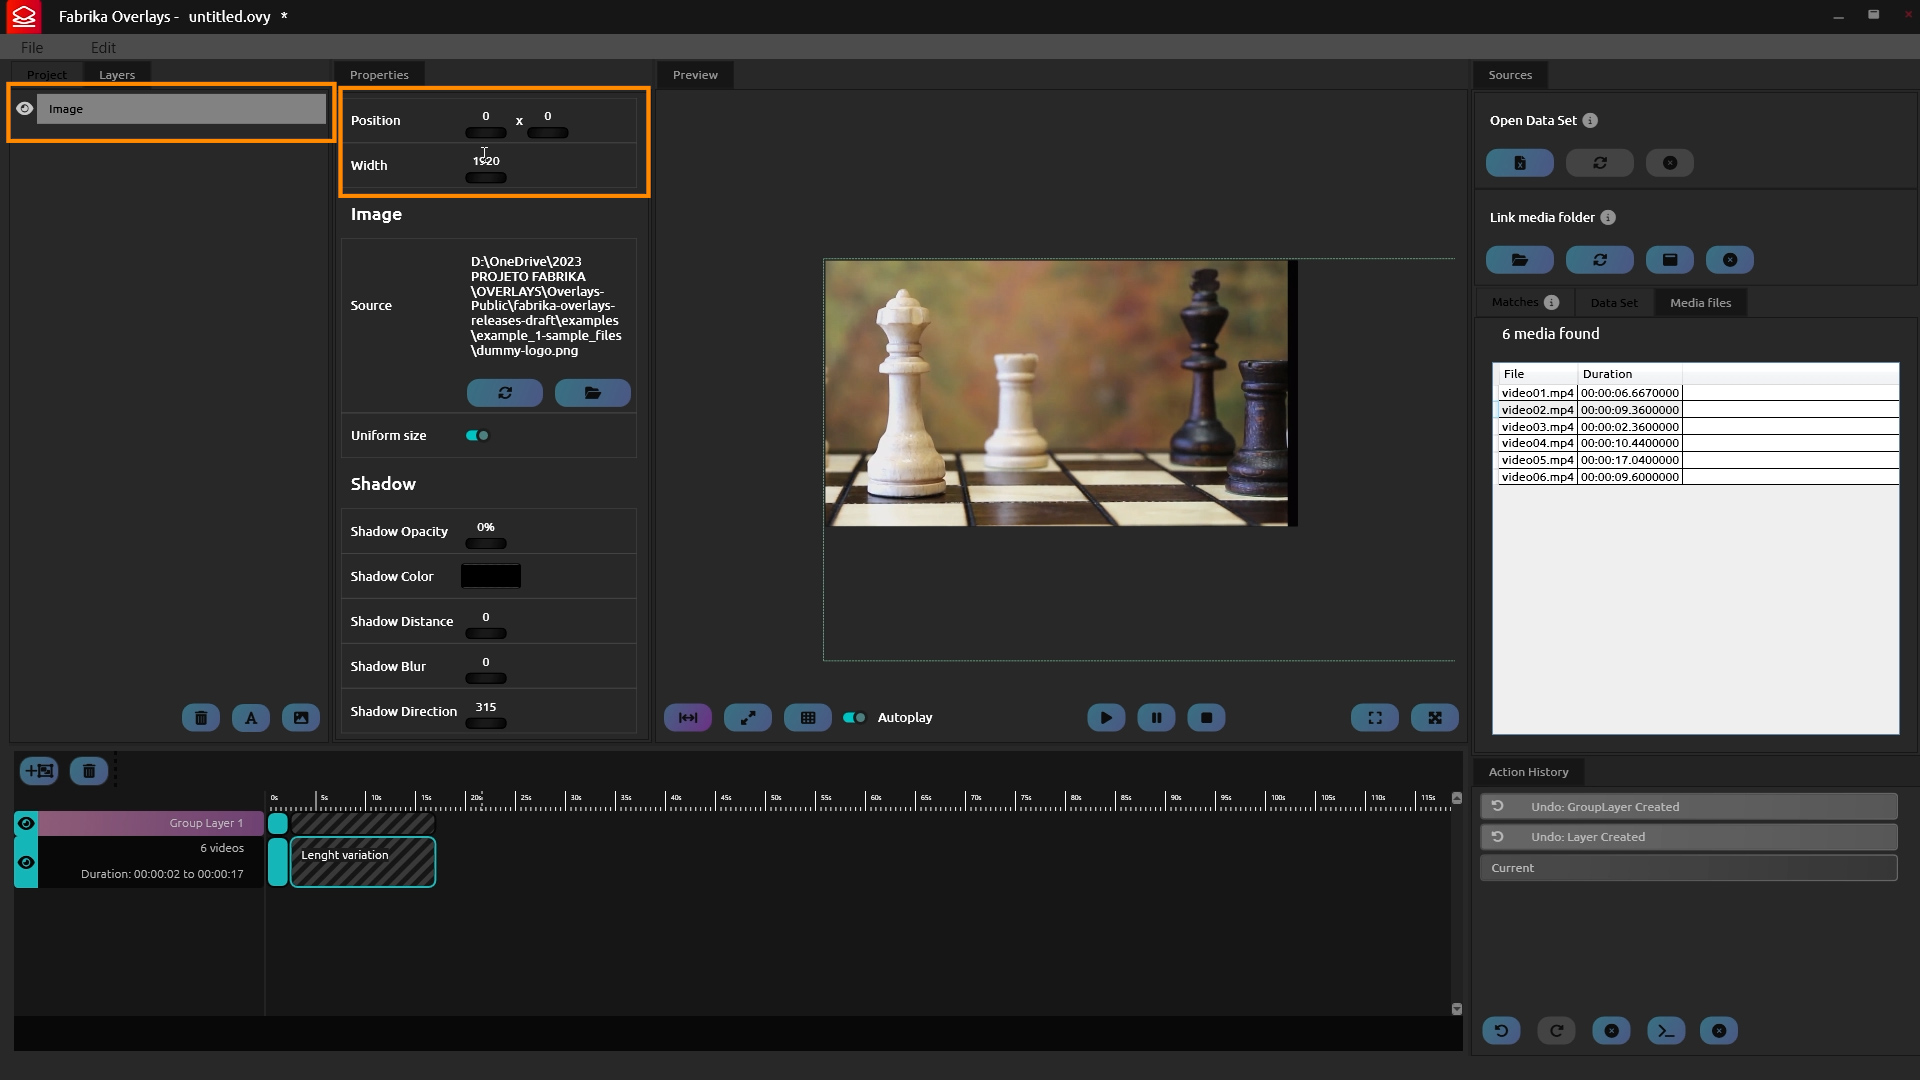 Fabrika Overlays - untitled.ovy *
File Edit
Project Layers
Image
Properties
Position 0 x 0
Width 1920
Image
Source
D:\OneDrive\2023
PROJETO FABRIKA
\OVERLAYS\Overlays-
Public\fabrika-overlays-
releases-draft\examples
\example_1-sample_files
\dummy-logo.png
Uniform size
Shadow
Shadow Opacity 0%
Shadow Color
Shadow Distance 0
Shadow Blur 0
Shadow Direction 315
Preview
Autoplay
Sources
Open Data Set i
Link media folder i
Matches i Data Set Media files
6 media found
File Duration
video01.mp4 00:00:06.6670000
video02.mp4 00:00:09.3600000
video03.mp4 00:00:02.3600000
video04.mp4 00:00:10.4400000
video05.mp4 00:00:17.0400000
video06.mp4 00:00:09.6000000
0s 5s 10s 15s 20s 25s 30s 35s 40s 45s 50s 55s 60s 65s 70s 75s 80s 85s 90s 95s 100s 105s 110s 115s
Group Layer 1
6 videos
Duration: 00:00:02 to 00:00:17
Lenght variation
Action History
Undo: GroupLayer Created
Undo: Layer Created
Current